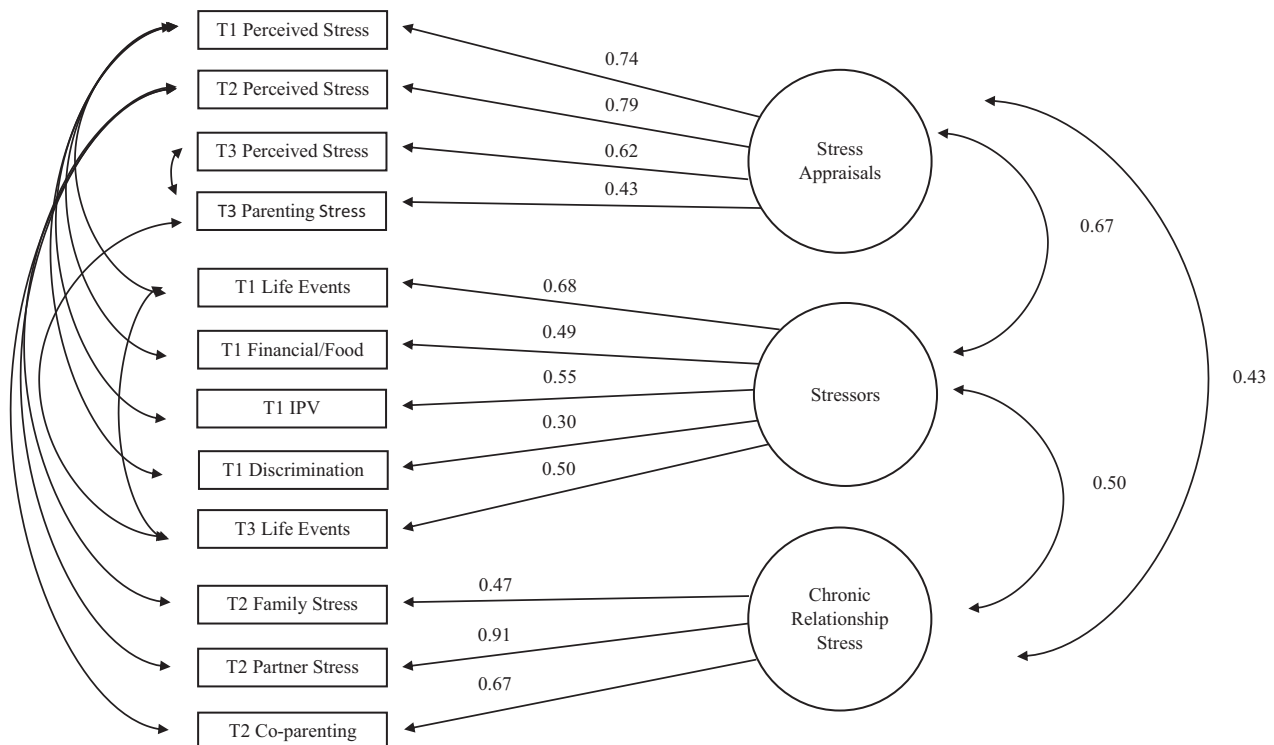 T1 Perceived Stress
0.74
T2 Perceived Stress
0.79
T3 Perceived Stress
0.62
T3 Parenting Stress
0.43
Stress
Appraisals
0.67
T1 Life Events
0.68
T1 Financial/Food
0.49
T1 IPV
0.55
T1 Discrimination
0.30
T3 Life Events
0.50
Stressors
0.43
0.50
T2 Family Stress
0.47
T2 Partner Stress
0.91
T2 Co-parenting
0.67
Chronic
Relationship
Stress